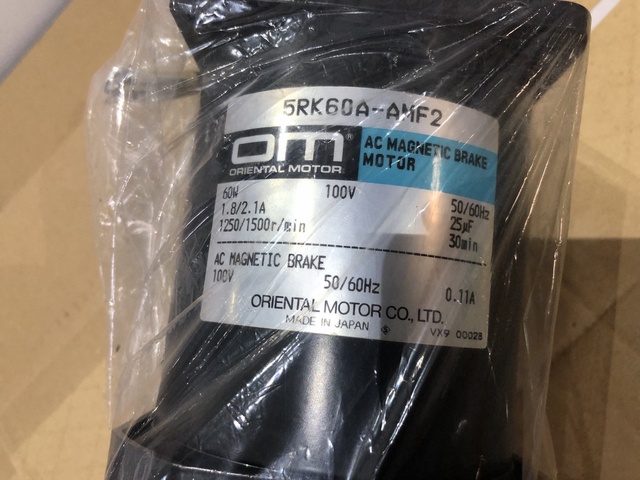 5RK60A-AMF2
om
ORIENTAL MOTOR
AC MAGNETIC BRAKE
MOTOR
60W 100V 50/60Hz
1.8/2.1A 25µF
1250/1500r/min 30min
AC MAGNETIC BRAKE
100V 50/60Hz 0.11A
ORIENTAL MOTOR CO., LTD.
MADE IN JAPAN VX9 00028